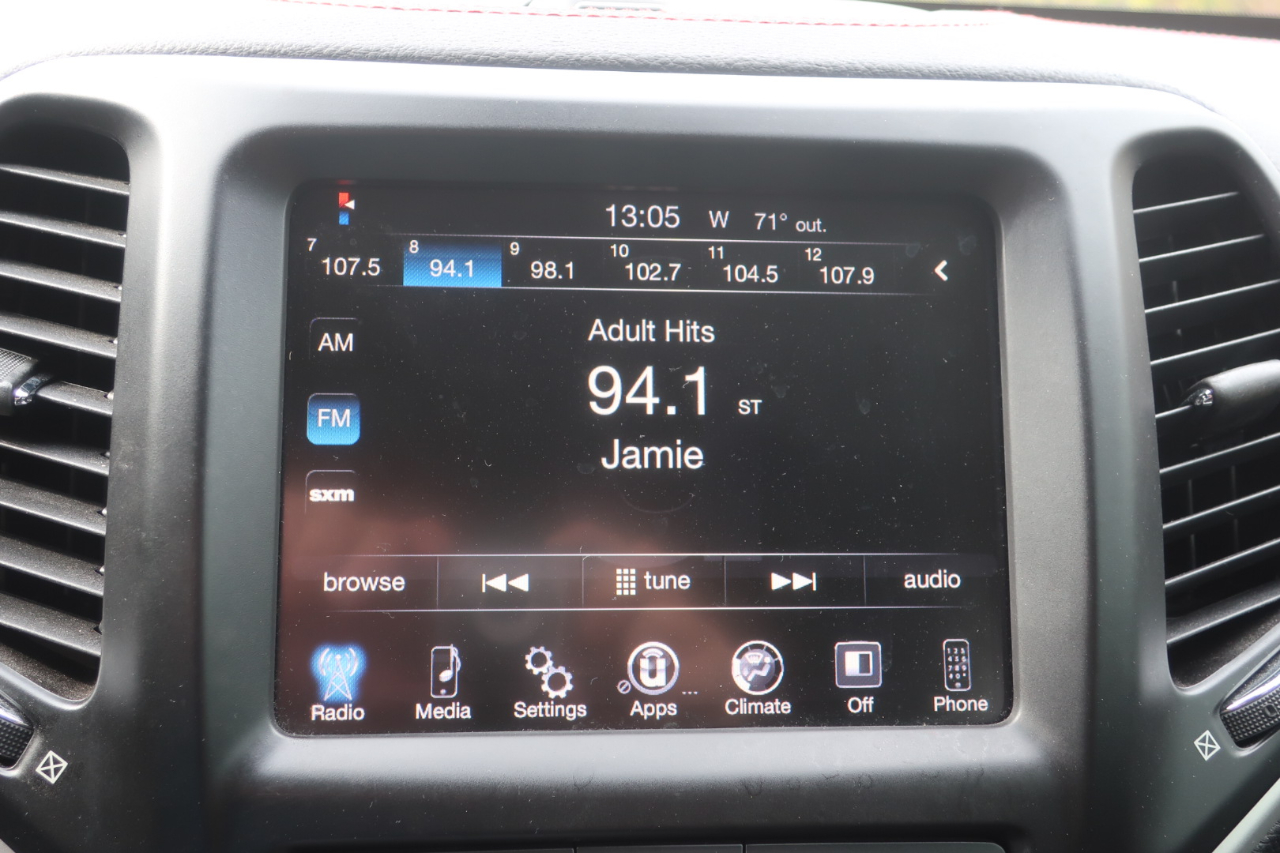 13:05 W 71° out.
7 107.5 8 94.1 9 98.1 10 102.7 11 104.5 12 107.9
AM
Adult Hits
94.1 ST
FM
Jamie
sxm
browse tune audio
Radio Media Settings Apps ... Climate Off Phone